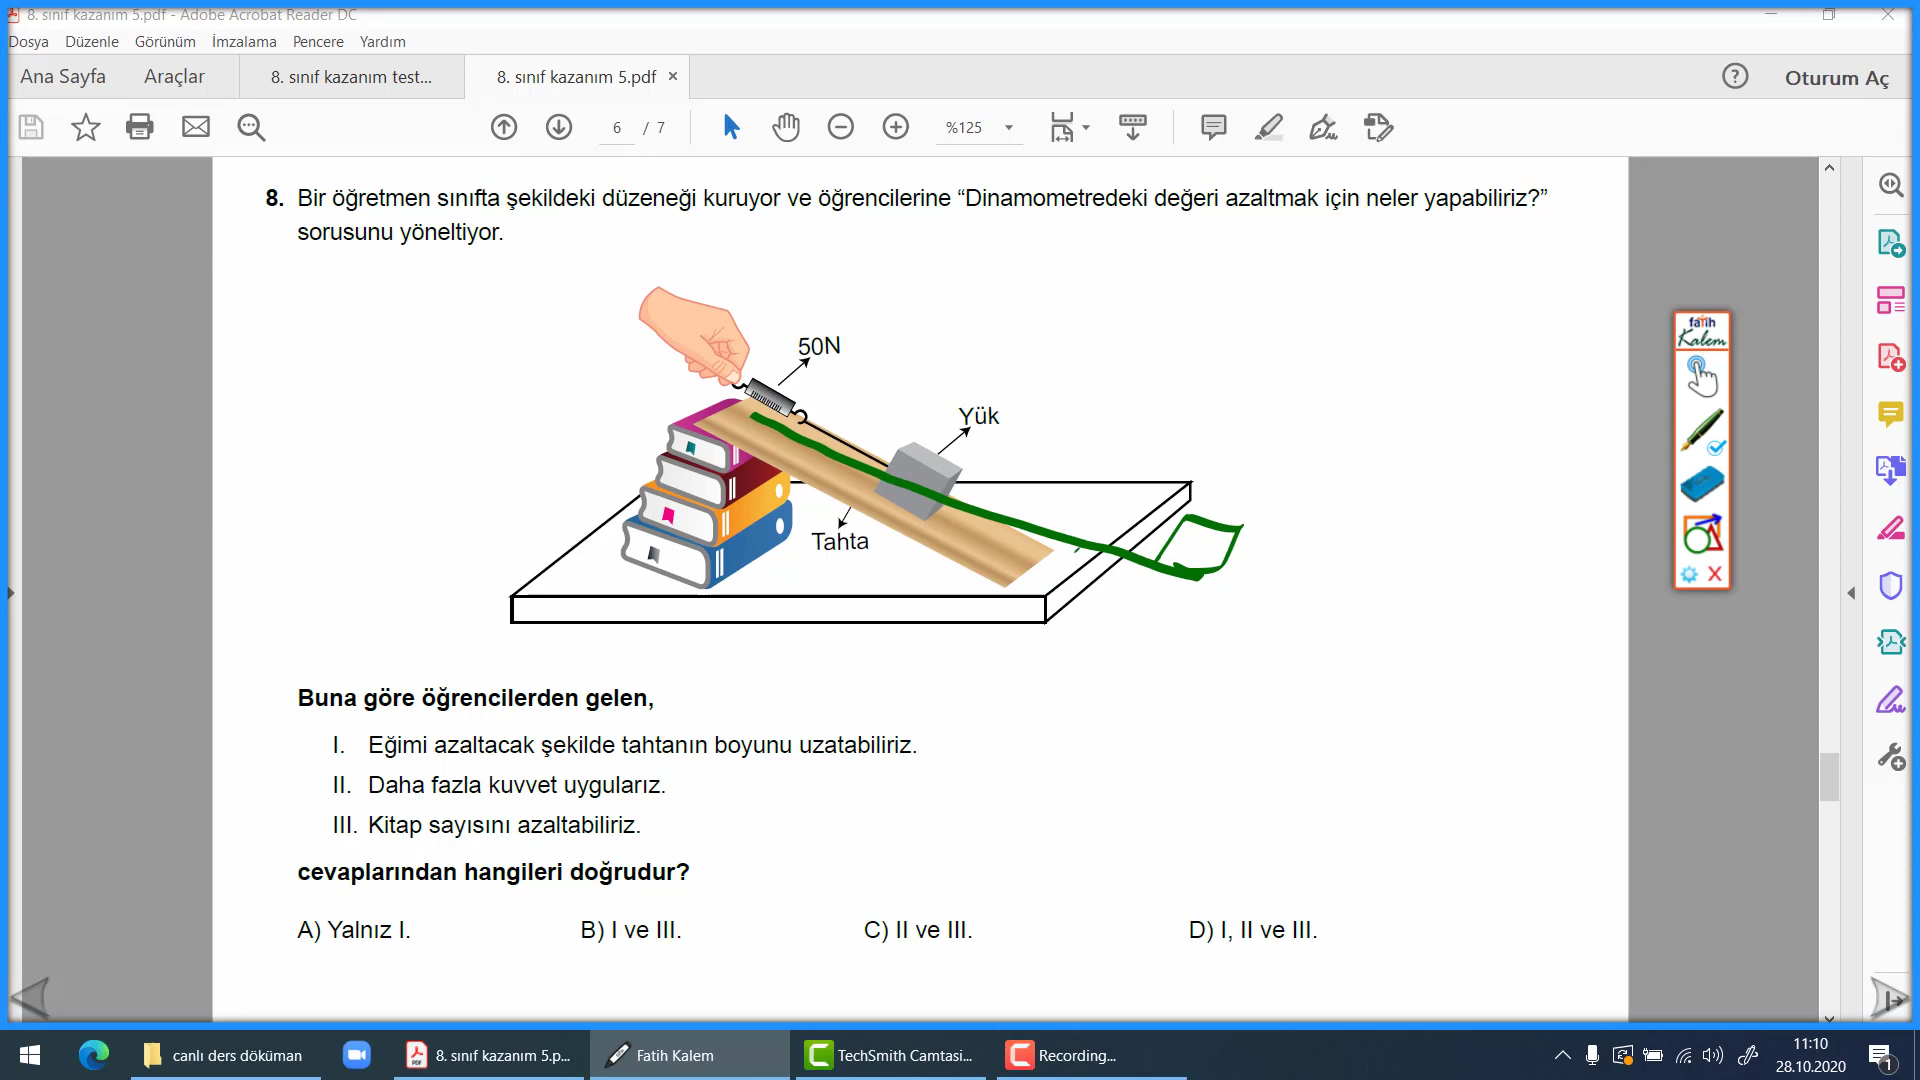 8. sınıf kazanım 5.pdf - Adobe Acrobat Reader DC
Dosya Düzenle Görünüm İmzalama Pencere Yardım
Ana Sayfa Araçlar 8. sınıf kazanım test... 8. sınıf kazanım 5.pdf × Oturum Aç
6 / 7 %125
8. Bir öğretmen sınıfta şekildeki düzeneği kuruyor ve öğrencilerine “Dinamometredeki değeri azaltmak için neler yapabiliriz?”
sorusunu yöneltiyor.
50N
Yük
Tahta
fatih
Kalem
Buna göre öğrencilerden gelen,
I. Eğimi azaltacak şekilde tahtanın boyunu uzatabiliriz.
II. Daha fazla kuvvet uygularız.
III. Kitap sayısını azaltabiliriz.
cevaplarından hangileri doğrudur?
A) Yalnız I. B) I ve III. C) II ve III. D) I, II ve III.
canlı ders döküman 8. sınıf kazanım 5.p... Fatih Kalem TechSmith Camtasi... Recording...
11:10
28.10.2020
1